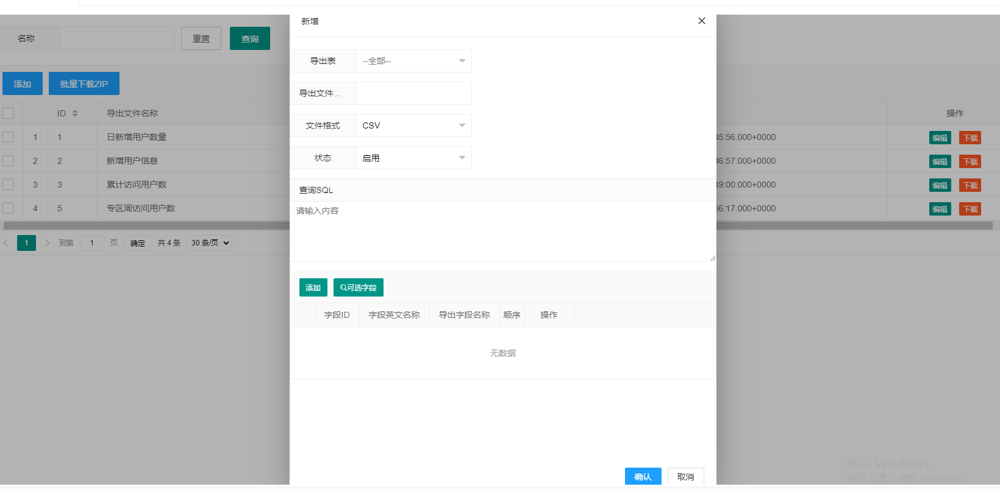 新增
名称
重置
查询
导出表
--全部--
导出文件...
文件格式
CSV
状态
启用
查询SQL
请输入内容
添加
可选字段
字段ID 字段英文名称 导出字段名称 顺序 操作
无数据
确认
取消
添加
批量下载ZIP
ID 导出文件名称 操作
1 1 日新增用户数量 45:56.000+0000 编辑 下载
2 2 新增用户信息 46:57.000+0000 编辑 下载
3 3 累计访问用户数 49:00.000+0000 编辑 下载
4 5 专区周访问用户数 56:17.000+0000 编辑 下载
1 到第 1 页 确定 共 4 条 30 条/页
激活 Windows
转到"设置"以激活 Windows。